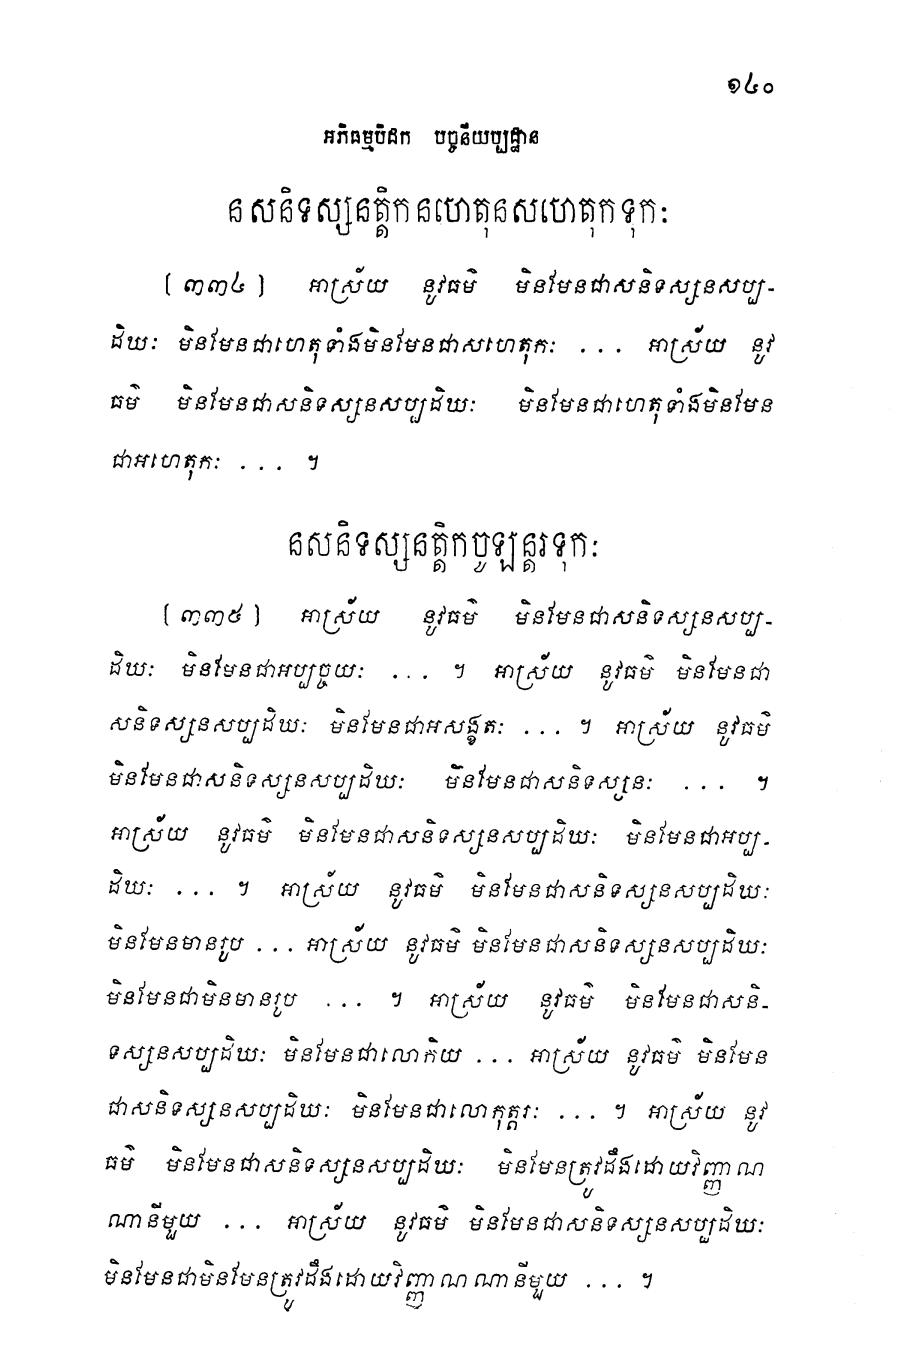 ១៤០
អភិធម្មបិដក បច្ចនីយប្បដ្ឋាន
នសនិទស្សនត្តិកនហេតុនសហេតុកទុកៈ
(៣៣៤) អាស្រ័យ នូវធម៌ មិនមែនជាសនិទស្សនសប្ប-
ដិឃៈ មិនមែនជាហេតុទាំងមិនមែនជាសហេតុកៈ ... អាស្រ័យ នូវ
ធម៌ មិនមែនជាសនិទស្សនសប្បដិឃៈ មិនមែនជាហេតុទាំងមិនមែន
ជាអហេតុកៈ ... ។
នសនិទស្សនត្តិកចូឡន្តរទុកៈ
(៣៣៥) អាស្រ័យ នូវធម៌ មិនមែនជាសនិទស្សនសប្ប-
ដិឃៈ មិនមែនជាអប្បច្ចយៈ ... ។ អាស្រ័យ នូវធម៌ មិនមែនជា
សនិទស្សនសប្បដិឃៈ មិនមែនជាអសង្ខតៈ ... ។ អាស្រ័យ នូវធម៌
មិនមែនជាសនិទស្សនសប្បដិឃៈ មិនមែនជាសនិទស្សនៈ ... ។
អាស្រ័យ នូវធម៌ មិនមែនជាសនិទស្សនសប្បដិឃៈ មិនមែនជាអប្ប-
ដិឃៈ ... ។ អាស្រ័យ នូវធម៌ មិនមែនជាសនិទស្សនសប្បដិឃៈ
មិនមែនមានរូប ... អាស្រ័យ នូវធម៌ មិនមែនជាសនិទស្សនសប្បដិឃៈ
មិនមែនជាមិនមានរូប ... ។ អាស្រ័យ នូវធម៌ មិនមែនជាសនិ-
ទស្សនសប្បដិឃៈ មិនមែនជាលោកិយ ... អាស្រ័យ នូវធម៌ មិនមែន
ជាសនិទស្សនសប្បដិឃៈ មិនមែនជាលោកុត្តរៈ ... ។ អាស្រ័យ នូវ
ធម៌ មិនមែនជាសនិទស្សនសប្បដិឃៈ មិនមែនត្រូវដឹងដោយវិញ្ញាណ
ណានីមួយ ... អាស្រ័យ នូវធម៌ មិនមែនជាសនិទស្សនសប្បដិឃៈ
មិនមែនជាមិនមែនត្រូវដឹងដោយវិញ្ញាណណានីមួយ ... ។